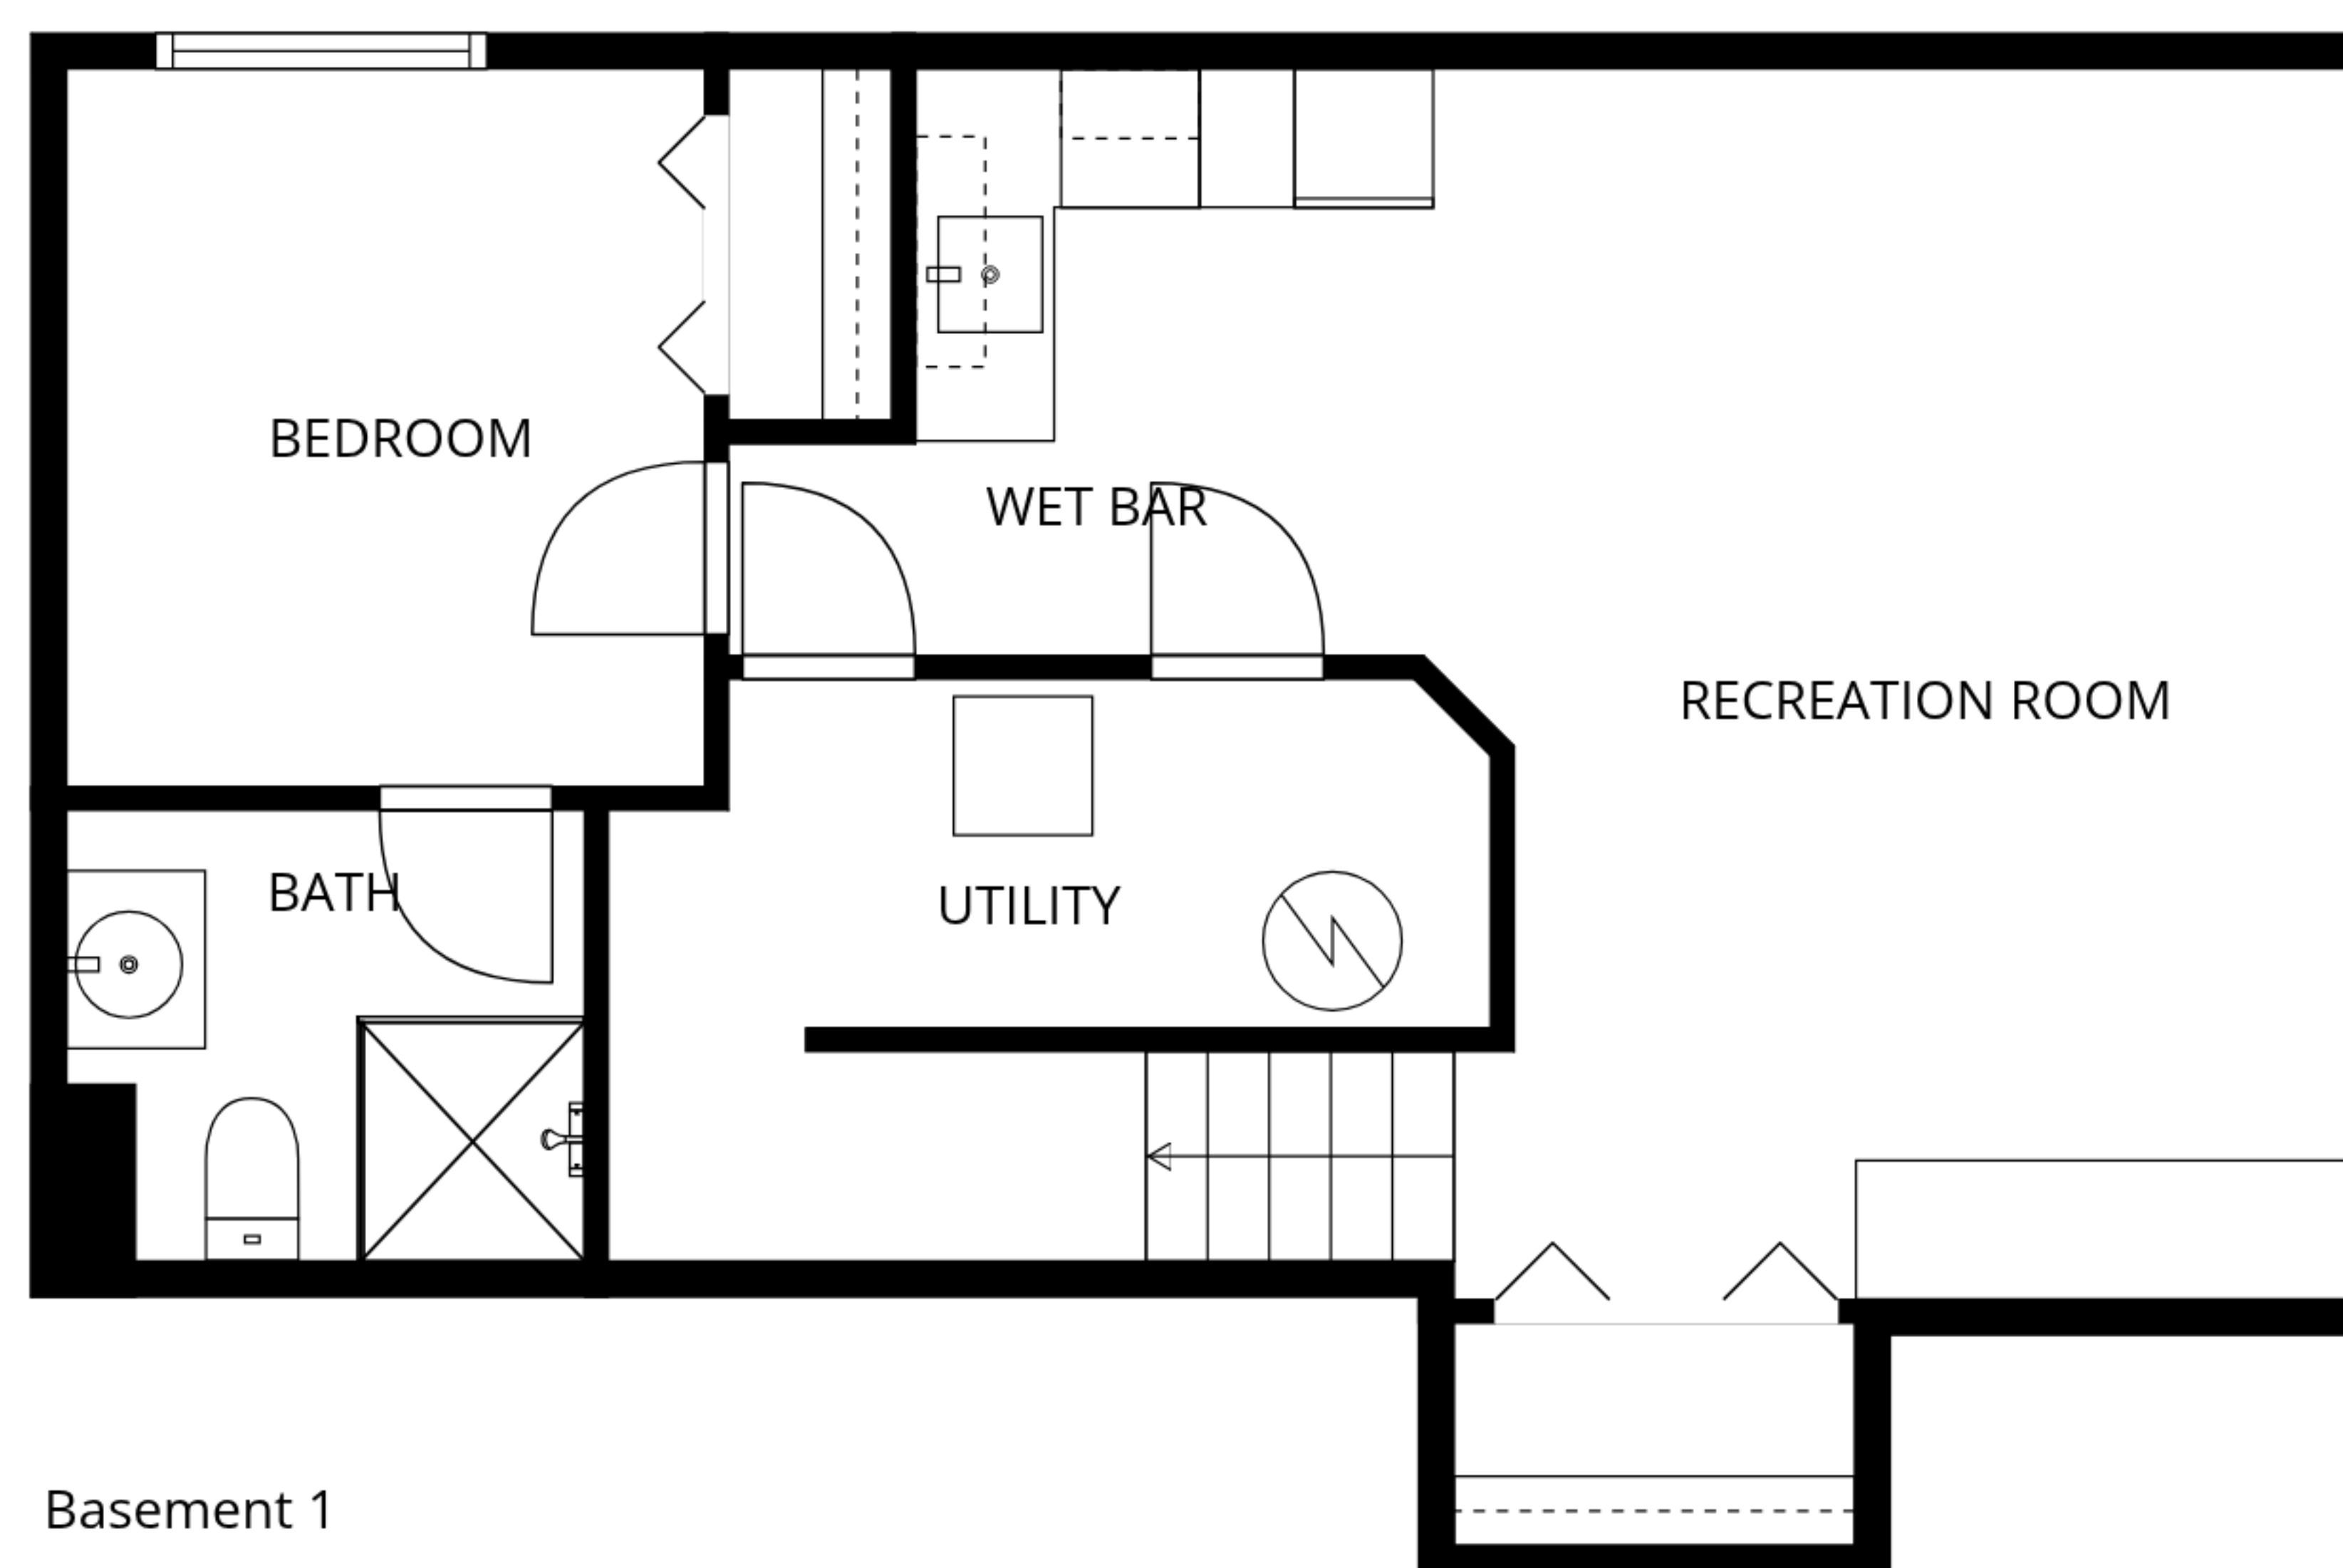 BEDROOM
WET BAR
RECREATION ROOM
BATH
UTILITY
Basement 1